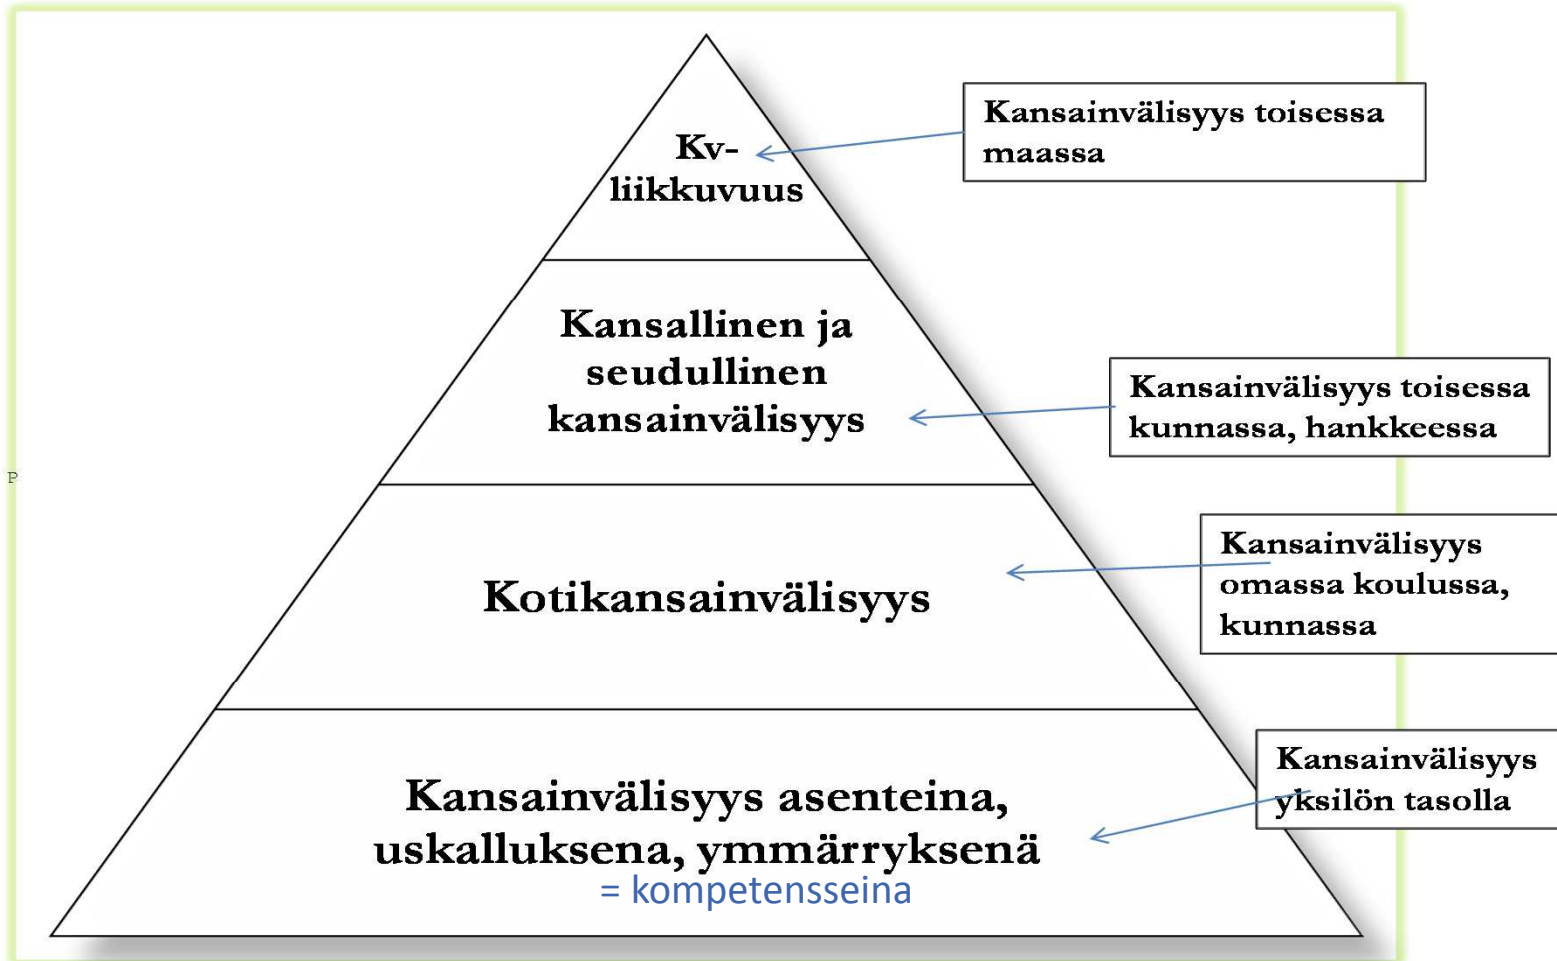 Kv-
liikkuvuus
Kansainvälisyys toisessa
maassa
Kansallinen ja
seudullinen
kansainvälisyys
Kansainvälisyys toisessa
kunnassa, hankkeessa
P
Kotikansainvälisyys
Kansainvälisyys
omassa koulussa,
kunnassa
Kansainvälisyys asenteina,
uskalluksena, ymmärryksenä
= kompetensseina
Kansainvälisyys
yksilön tasolla